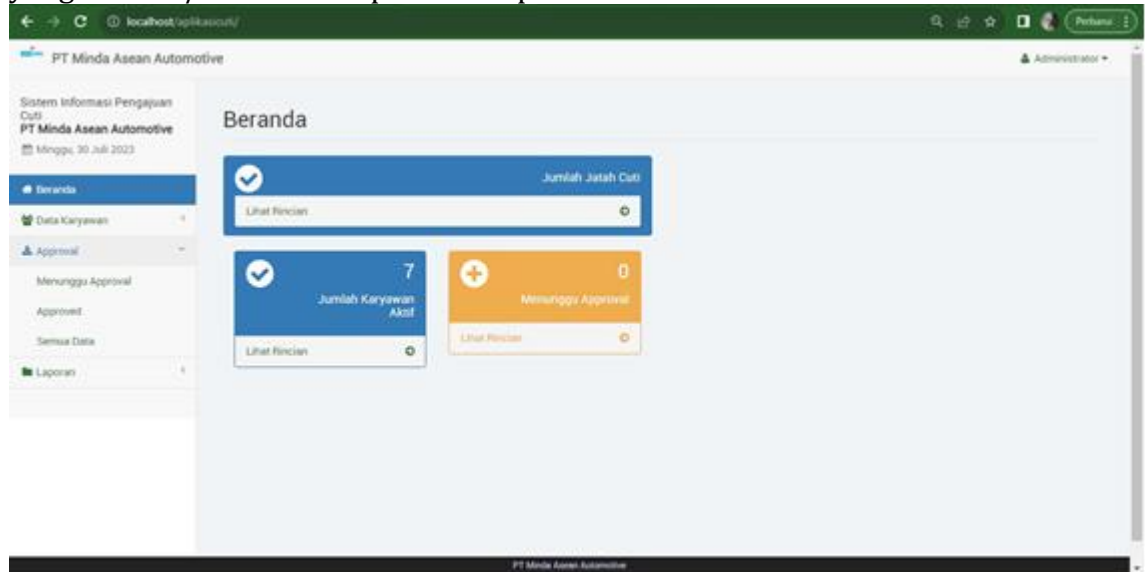 localhost/aplikasicuti/
Perbarui
PT Minda Asean Automotive
Administrator
Sistem Informasi Pengajuan
Cuti
PT Minda Asean Automotive
Minggu, 30 Juli 2023
Beranda
Data Karyawan
Approval
Menunggu Approval
Approved
Semua Data
Laporan
Beranda
Jumlah Jatah Cuti
Lihat Rincian
7
Jumlah Karyawan
Aktif
Lihat Rincian
0
Menunggu Approval
Lihat Rincian
PT Minda Asean Automotive